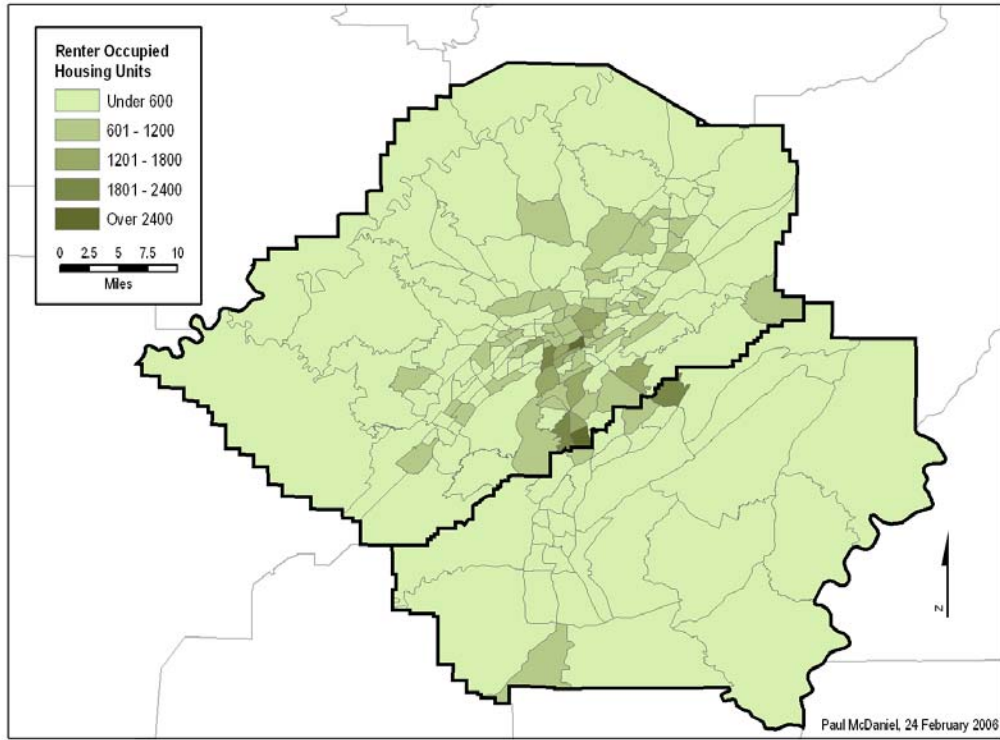 Renter Occupied
Housing Units
Under 600
601 - 1200
1201 - 1800
1801 - 2400
Over 2400
0 2.5 5 7.5 10
Miles
N
Paul McDaniel, 24 February 2006